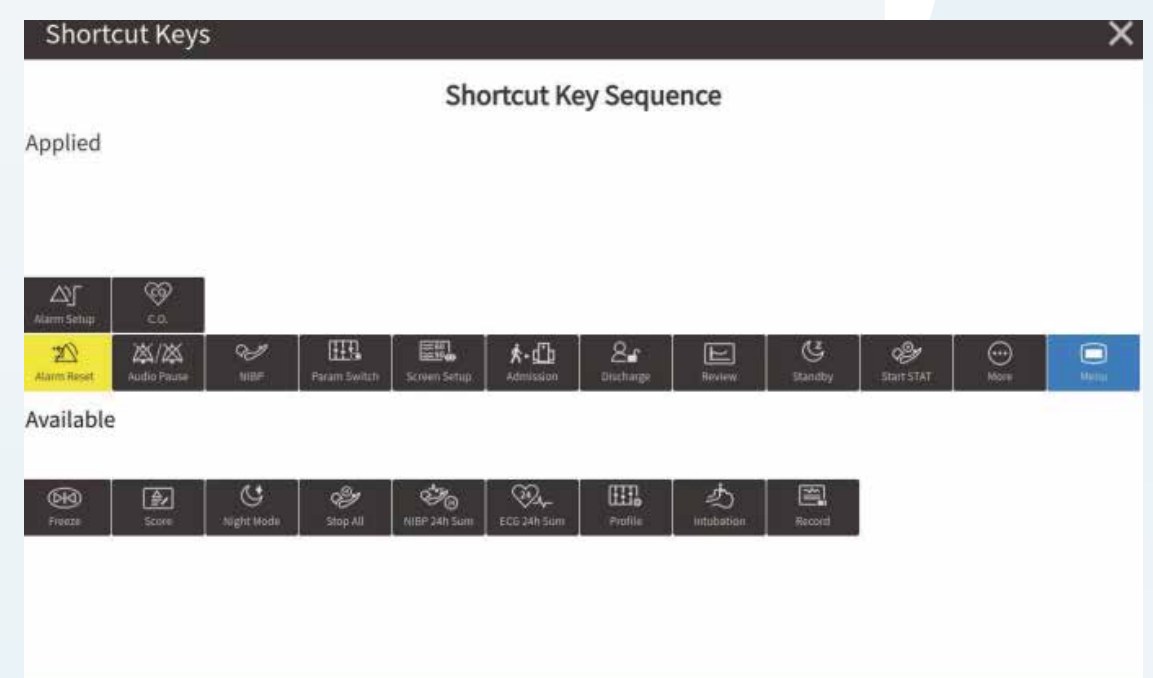 Shortcut Keys
Shortcut Key Sequence
Applied
Alarm Setup C.O.
Alarm Reset Audio Pause NIBP Param Switch Screen Setup Admission Discharge Review Standby Start STAT More Menu
Available
Freeze Score Night Mode Stop All NIBP 24h Sum ECG 24h Sum Profile Intubation Record